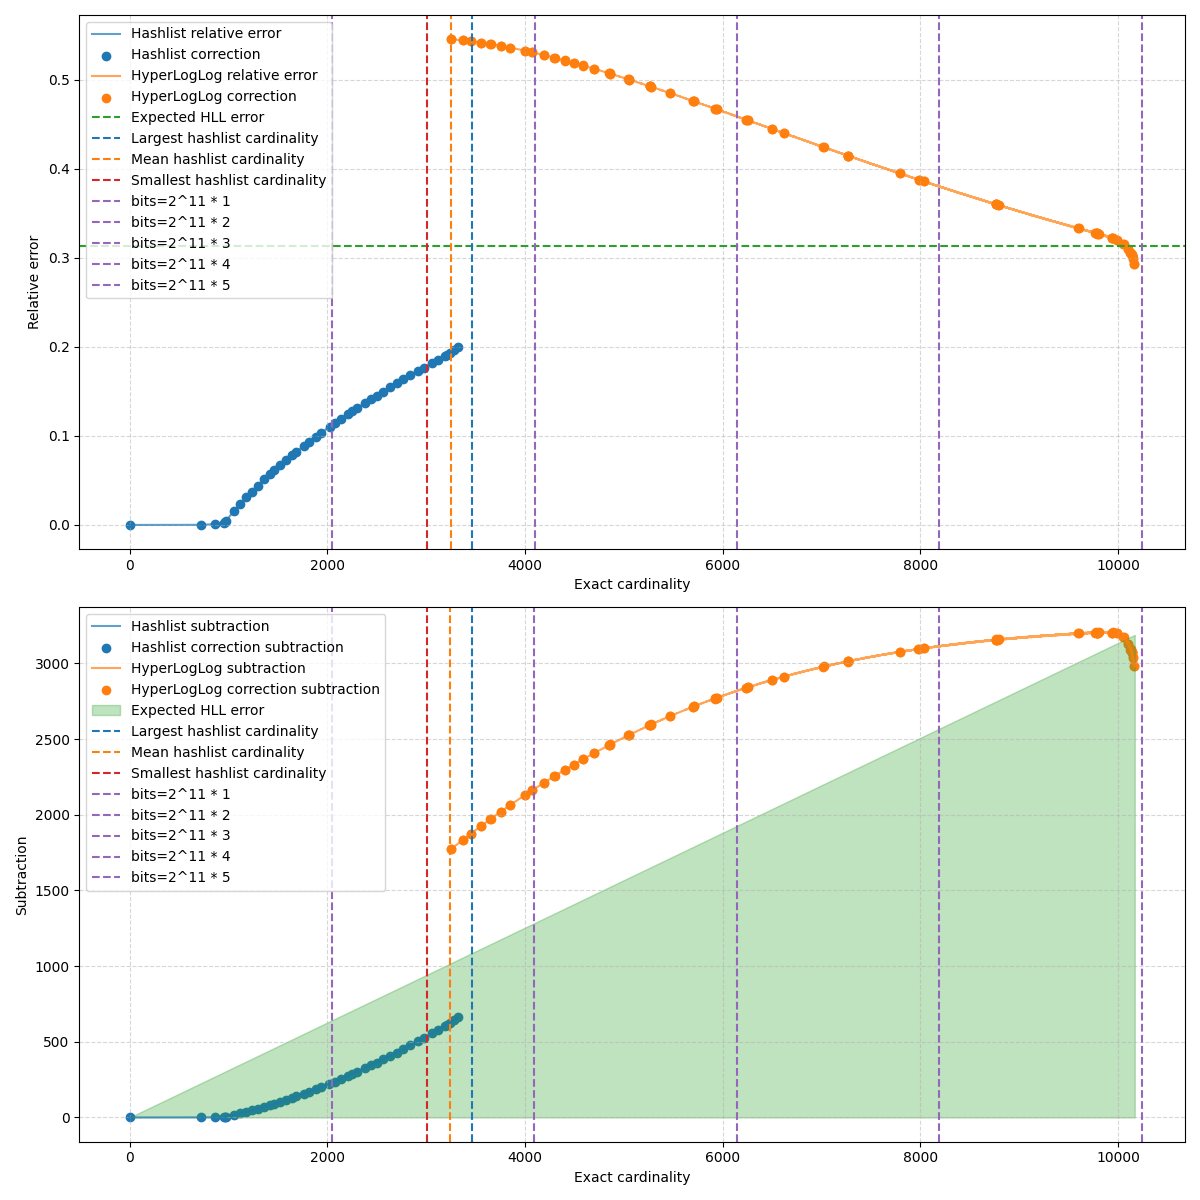 Hashlist relative error
Hashlist correction
HyperLogLog relative error
HyperLogLog correction
Expected HLL error
Largest hashlist cardinality
Mean hashlist cardinality
Smallest hashlist cardinality
bits=2^11 * 1
bits=2^11 * 2
bits=2^11 * 3
bits=2^11 * 4
bits=2^11 * 5
0.5
0.4
0.3
0.2
0.1
0.0
Relative error
0 2000 4000 6000 8000 10000
Exact cardinality
Hashlist subtraction
Hashlist correction subtraction
HyperLogLog subtraction
HyperLogLog correction subtraction
Expected HLL error
Largest hashlist cardinality
Mean hashlist cardinality
Smallest hashlist cardinality
bits=2^11 * 1
bits=2^11 * 2
bits=2^11 * 3
bits=2^11 * 4
bits=2^11 * 5
3000
2500
2000
1500
1000
500
0
Subtraction
0 2000 4000 6000 8000 10000
Exact cardinality